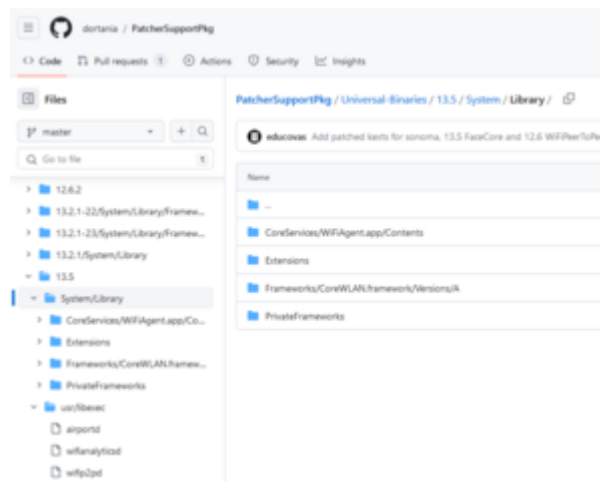 dortania / PatcherSupportPkg
Code Pull requests 1 Actions Security Insights
Files
master
Go to file t
12.6.2
13.2.1-22/System/Library/Framew...
13.2.1-23/System/Library/Framew...
13.2.1/System/Library
13.5
System/Library
CoreServices/WiFiAgent.app/Co...
Extensions
Frameworks/CoreWLAN.framew...
PrivateFrameworks
usr/libexec
airportd
wifianalyticsd
wifip2pd
PatcherSupportPkg / Universal-Binaries / 13.5 / System / Library /
educovas Add patched kexts for sonoma, 13.5 FaceCore and 12.6 WiFiPeerToPe
Name
..
CoreServices/WiFiAgent.app/Contents
Extensions
Frameworks/CoreWLAN.framework/Versions/A
PrivateFrameworks